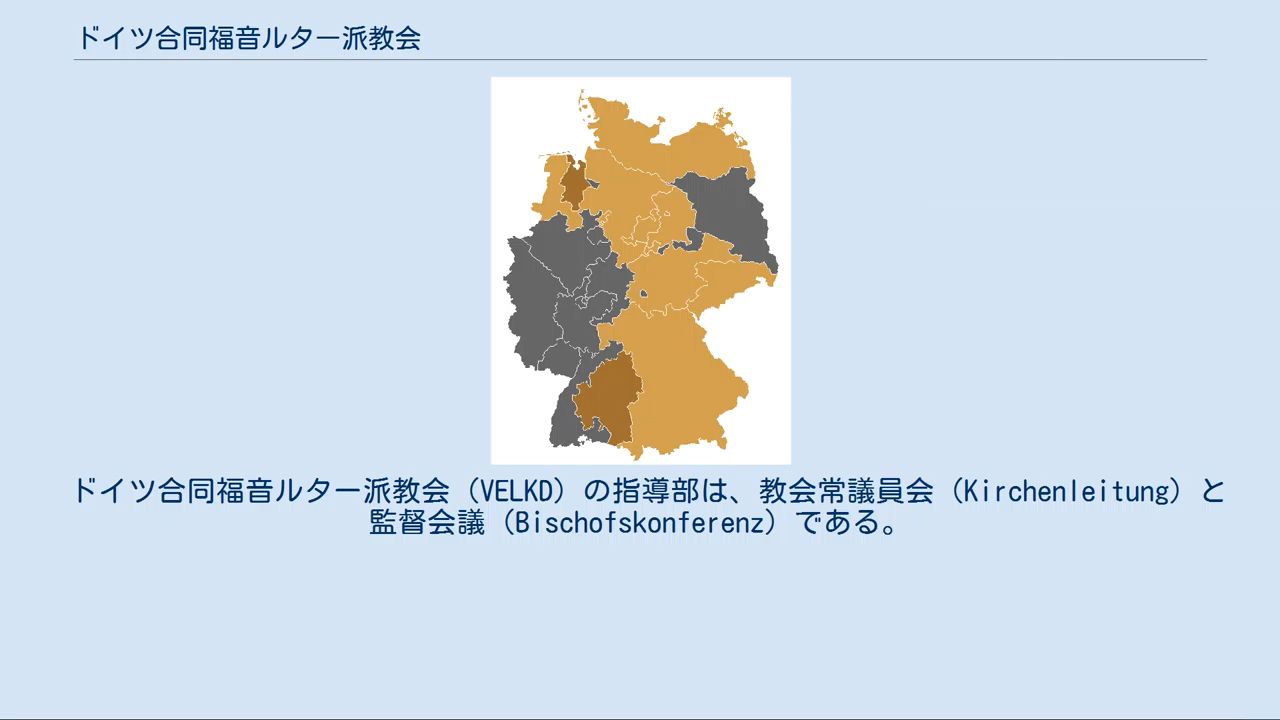 ドイツ合同福音ルター派教会
ドイツ合同福音ルター派教会（VELKD）の指導部は、教会常議員会（Kirchenleitung）と
監督会議（Bischofskonferenz）である。